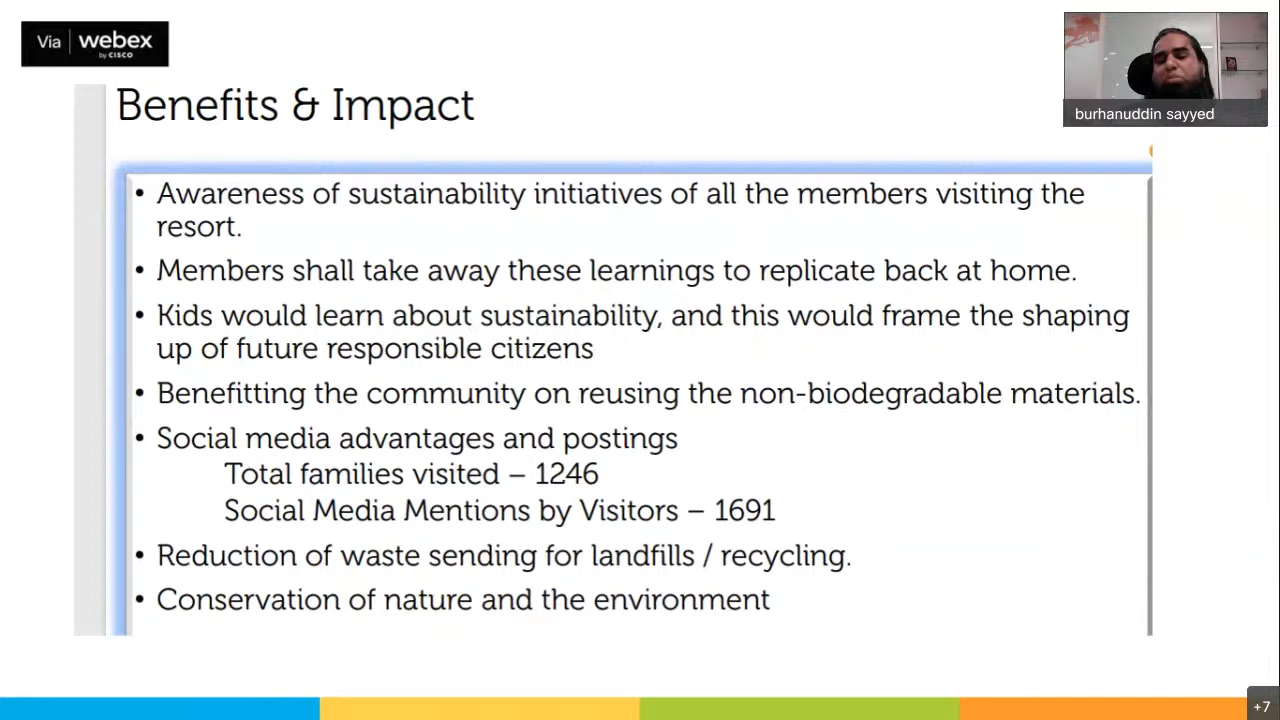 Via | webex
by CISCO
burhanuddin sayyed
Benefits & Impact
• Awareness of sustainability initiatives of all the members visiting the
resort.
• Members shall take away these learnings to replicate back at home.
• Kids would learn about sustainability, and this would frame the shaping
up of future responsible citizens
• Benefitting the community on reusing the non-biodegradable materials.
• Social media advantages and postings
Total families visited – 1246
Social Media Mentions by Visitors – 1691
• Reduction of waste sending for landfills / recycling.
• Conservation of nature and the environment
+7